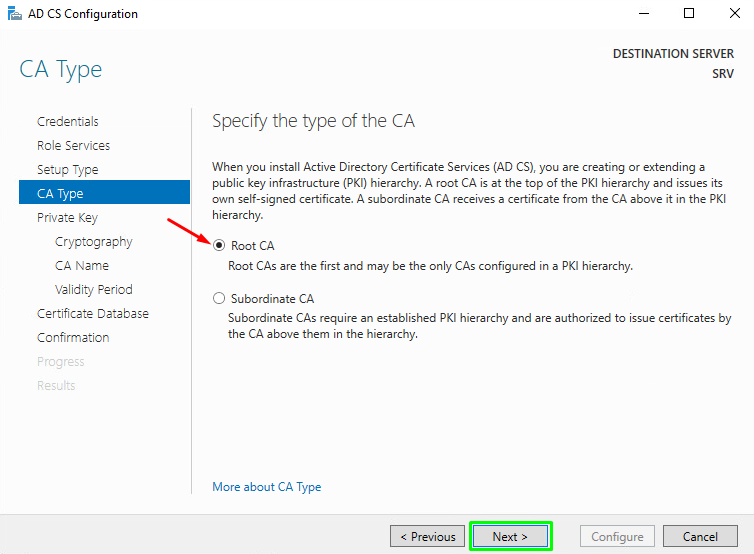 AD CS Configuration
DESTINATION SERVER
SRV
CA Type
Credentials
Role Services
Setup Type
CA Type
Private Key
Cryptography
CA Name
Validity Period
Certificate Database
Confirmation
Progress
Results
Specify the type of the CA
When you install Active Directory Certificate Services (AD CS), you are creating or extending a
public key infrastructure (PKI) hierarchy. A root CA is at the top of the PKI hierarchy and issues its
own self-signed certificate. A subordinate CA receives a certificate from the CA above it in the PKI
hierarchy.
Root CA
Root CAs are the first and may be the only CAs configured in a PKI hierarchy.
Subordinate CA
Subordinate CAs require an established PKI hierarchy and are authorized to issue certificates by
the CA above them in the hierarchy.
More about CA Type
< Previous
Next >
Configure
Cancel